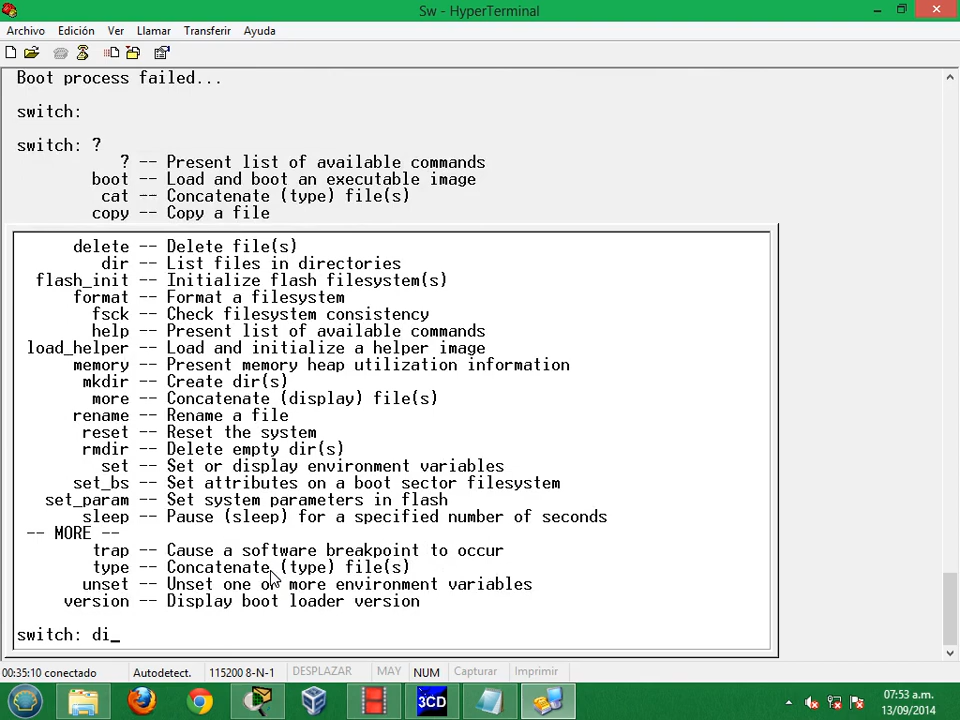 Sw - HyperTerminal
Archivo Edición Ver Llamar Transferir Ayuda
Boot process failed...
switch:
switch: ?
? -- Present list of available commands
boot -- Load and boot an executable image
cat -- Concatenate (type) file(s)
copy -- Copy a file
delete -- Delete file(s)
dir -- List files in directories
flash_init -- Initialize flash filesystem(s)
format -- Format a filesystem
fsck -- Check filesystem consistency
help -- Present list of available commands
load_helper -- Load and initialize a helper image
memory -- Present memory heap utilization information
mkdir -- Create dir(s)
more -- Concatenate (display) file(s)
rename -- Rename a file
reset -- Reset the system
rmdir -- Delete empty dir(s)
set -- Set or display environment variables
set_bs -- Set attributes on a boot sector filesystem
set_param -- Set system parameters in flash
sleep -- Pause (sleep) for a specified number of seconds
-- MORE --
trap -- Cause a software breakpoint to occur
type -- Concatenate (type) file(s)
unset -- Unset one or more environment variables
version -- Display boot loader version
switch: di_
00:35:10 conectado Autodetect. 115200 8-N-1 DESPLAZAR MAY NUM Capturar Imprimir
3CD 07:53 a.m.
13/09/2014